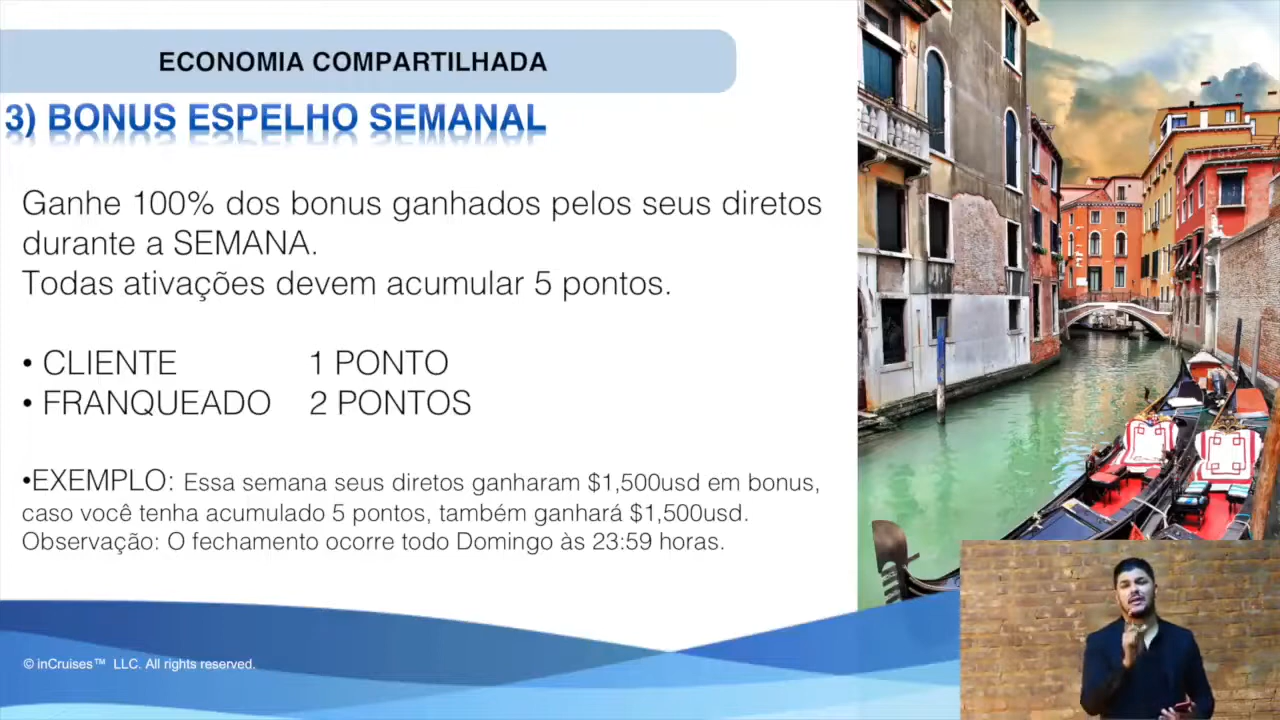 ECONOMIA COMPARTILHADA
3) BONUS ESPELHO SEMANAL
Ganhe 100% dos bonus ganhados pelos seus diretos
durante a SEMANA.
Todas ativações devem acumular 5 pontos.
• CLIENTE 1 PONTO
• FRANQUEADO 2 PONTOS
•EXEMPLO: Essa semana seus diretos ganharam $1,500usd em bonus,
caso você tenha acumulado 5 pontos, também ganhará $1,500usd.
Observação: O fechamento ocorre todo Domingo às 23:59 horas.
© inCruises™ LLC. All rights reserved.